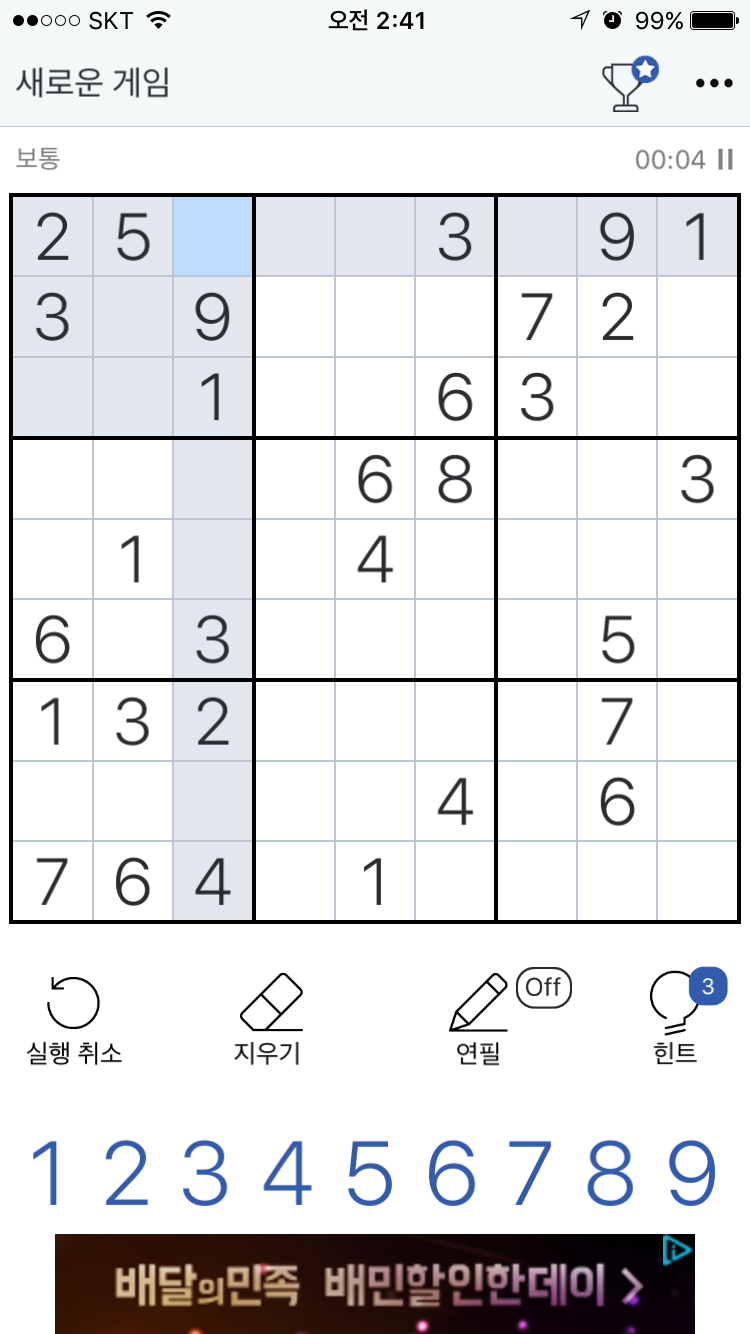 SKT 오전 2:41 99%
새로운 게임
보통 00:04
2 5 3 9 1
3 9 7 2
1 6 3
6 8 3
1 4
6 3 5
1 3 2 7
4 6
7 6 4 1
Off 3
실행 취소 지우기 연필 힌트
1 2 3 4 5 6 7 8 9
배달의민족 배민할인한데이